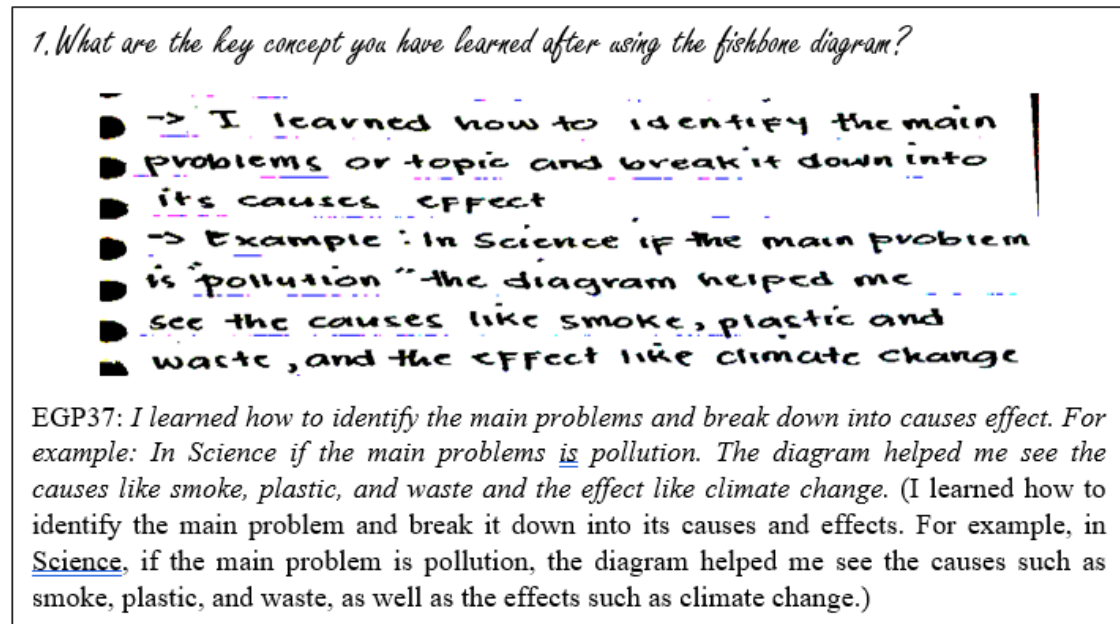 1. What are the key concept you have learned after using the fishbone diagram?
-> I learned how to identify the main
problems or topic and break it down into
its causes effect
-> Example : In Science if the main problem
is "pollution" the diagram helped me
see the causes like smoke, plastic and
waste, and the effect like climate change
EGP37: I learned how to identify the main problems and break down into causes effect. For
example: In Science if the main problems is pollution. The diagram helped me see the
causes like smoke, plastic, and waste and the effect like climate change. (I learned how to
identify the main problem and break it down into its causes and effects. For example, in
Science, if the main problem is pollution, the diagram helped me see the causes such as
smoke, plastic, and waste, as well as the effects such as climate change.)